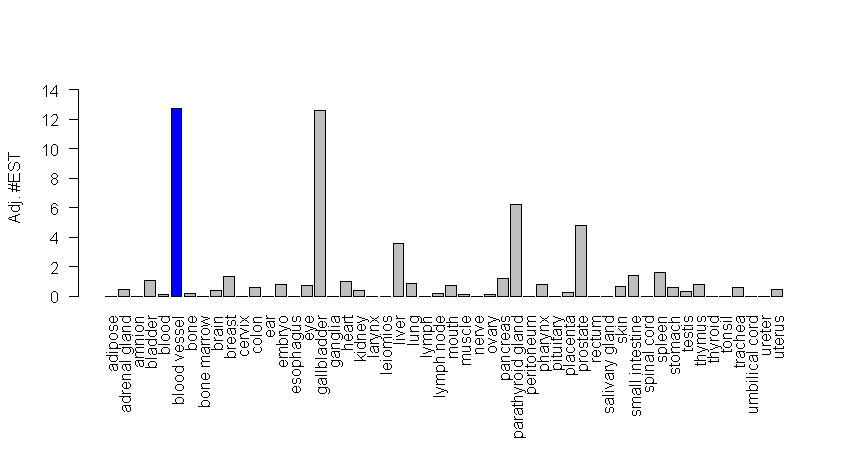 14
12
10
8
6
4
2
0
Adj. #EST
adipose
adrenal gland
amnion
bladder
blood
blood vessel
bone
bone marrow
brain
breast
cervix
colon
ear
embryo
esophagus
eye
gallbladder
ganglia
heart
kidney
larynx
leiomios
liver
lung
lymph
lymph node
mouth
muscle
nerve
ovary
pancreas
parathyroid gland
peritoneum
pharynx
pituitary
placenta
prostate
rectum
salivary gland
skin
small intestine
spinal cord
spleen
stomach
testis
thymus
thyroid
tonsil
trachea
umbilical cord
ureter
uterus